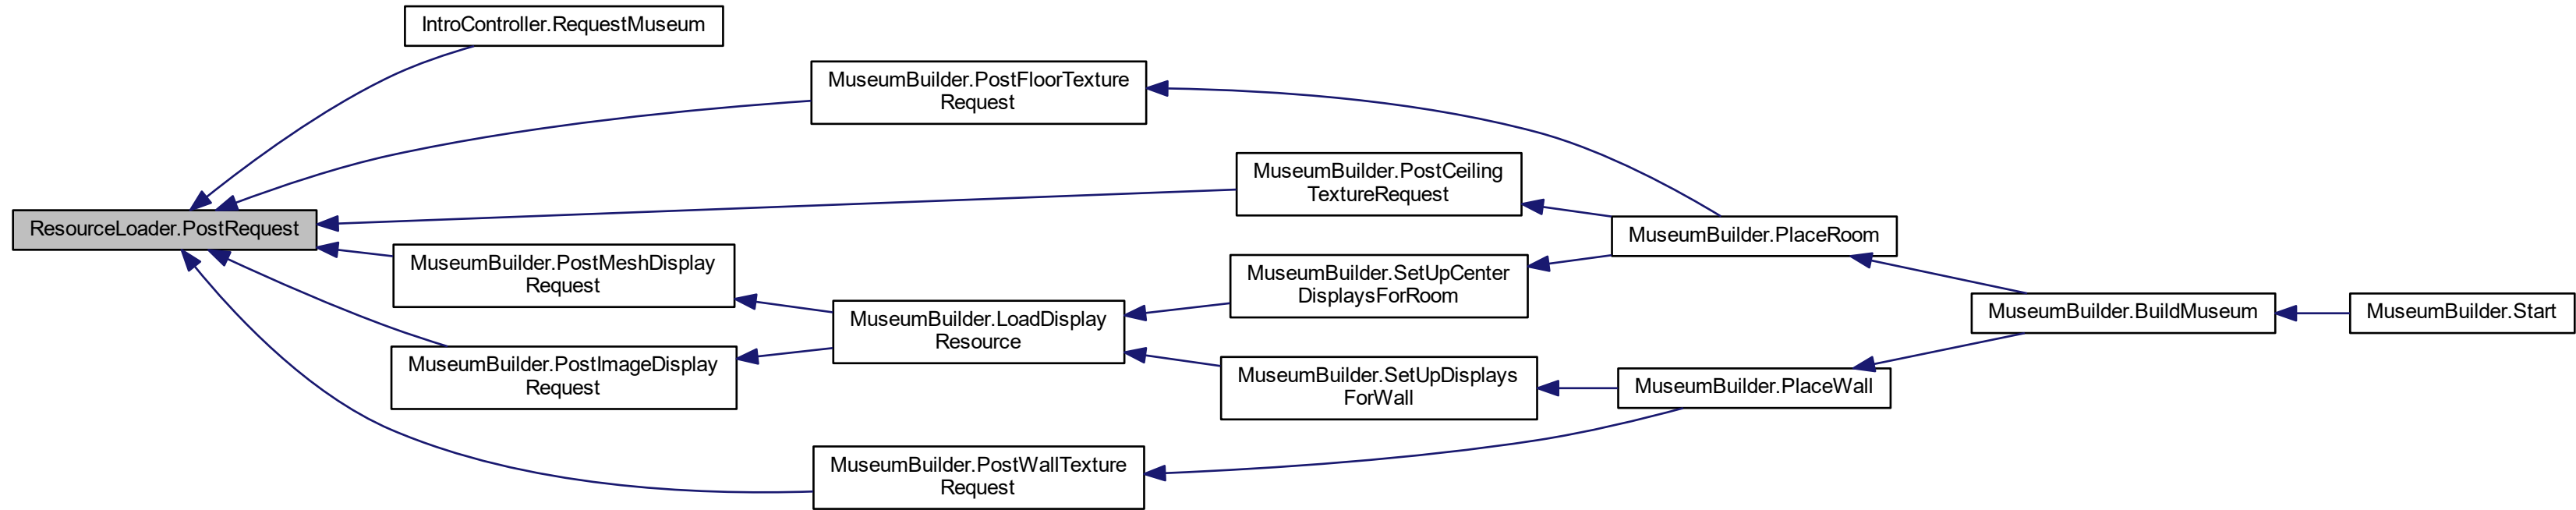 IntroController.RequestMuseum
MuseumBuilder.PostFloorTexture
Request
MuseumBuilder.PostCeiling
TextureRequest
ResourceLoader.PostRequest
MuseumBuilder.PlaceRoom
MuseumBuilder.PostMeshDisplay
Request
MuseumBuilder.SetUpCenter
DisplaysForRoom
MuseumBuilder.LoadDisplay
Resource
MuseumBuilder.BuildMuseum
MuseumBuilder.Start
MuseumBuilder.PostImageDisplay
Request
MuseumBuilder.SetUpDisplays
ForWall
MuseumBuilder.PlaceWall
MuseumBuilder.PostWallTexture
Request